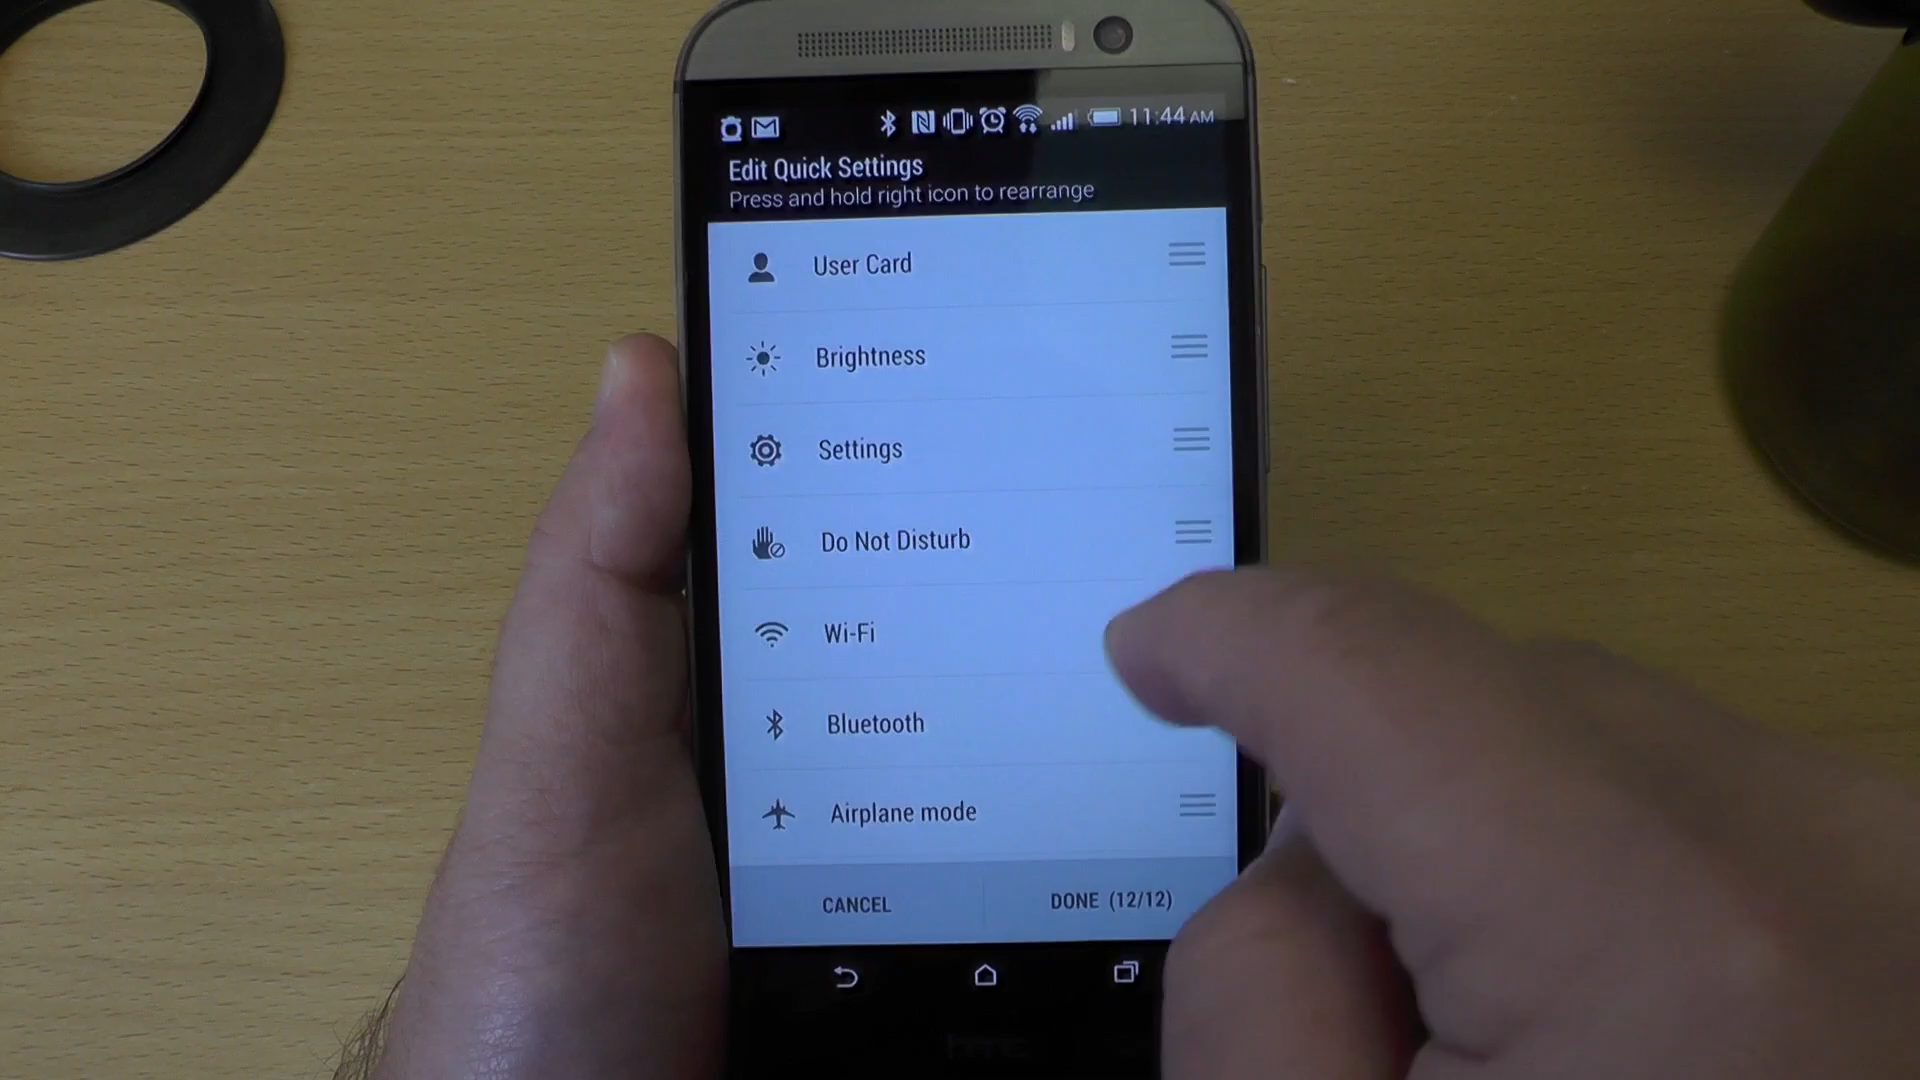 11:44 AM
Edit Quick Settings
Press and hold right icon to rearrange
User Card
Brightness
Settings
Do Not Disturb
Wi-Fi
Bluetooth
Airplane mode
CANCEL
DONE (12/12)
hTC